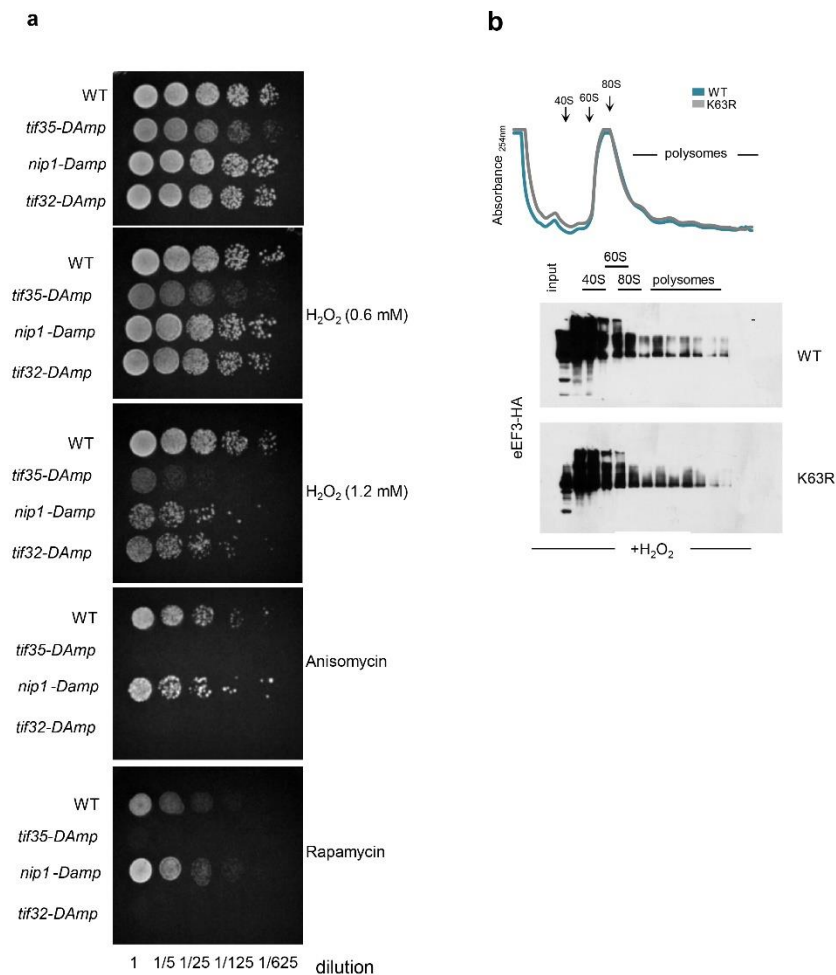 a
WT
tif35-DAmp
nip1-Damp
tif32-DAmp
WT
tif35-DAmp
nip1-Damp
tif32-DAmp
H₂O₂ (0.6 mM)
WT
tif35-DAmp
nip1-Damp
tif32-DAmp
H₂O₂ (1.2 mM)
WT
tif35-DAmp
nip1-Damp
tif32-DAmp
Anisomycin
WT
tif35-DAmp
nip1-Damp
tif32-DAmp
Rapamycin
1 1/5 1/25 1/125 1/625 dilution
b
40S 60S 80S
WT
K63R
Absorbance 254nm
polysomes
60S
input 40S 80S polysomes
eEF3-HA
WT
K63R
+H₂O₂